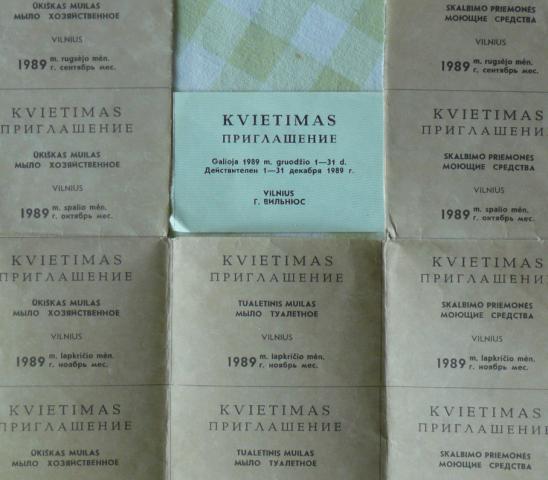 ŪKIŠKAS MUILAS
МЫЛО ХОЗЯЙСТВЕННОЕ
VILNIUS
1989 m. rugsėjo mėn.
г. сентябрь мес.
KVIETIMAS
ПРИГЛАШЕНИЕ
ŪKIŠKAS MUILAS
МЫЛО ХОЗЯЙСТВЕННОЕ
VILNIUS
1989 m. spalio mėn.
г. октябрь мес.
KVIETIMAS
ПРИГЛАШЕНИЕ
ŪKIŠKAS MUILAS
МЫЛО ХОЗЯЙСТВЕННОЕ
VILNIUS
1989 m. lapkričio mėn.
г. ноябрь мес.
KVIETIMAS
ПРИГЛАШЕНИЕ
ŪKIŠKAS MUILAS
МЫЛО ХОЗЯЙСТВЕННОЕ
KVIETIMAS
ПРИГЛАШЕНИЕ
Galioja 1989 m. gruodžio 1—31 d.
Действителен 1—31 декабря 1989 г.
VILNIUS
Г. ВИЛЬНЮС
KVIETIMAS
ПРИГЛАШЕНИЕ
TUALETINIS MUILAS
МЫЛО ТУАЛЕТНОЕ
VILNIUS
1989 m. lapkričio mėn.
г. ноябрь мес.
KVIETIMAS
ПРИГЛАШЕНИЕ
TUALETINIS MUILAS
МЫЛО ТУАЛЕТНОЕ
SKALBIMO PRIEMONĖS
МОЮЩИЕ СРЕДСТВА
VILNIUS
1989 m. rugsėjo mėn.
г. сентябрь мес.
KVIETIMAS
ПРИГЛАШЕНИЕ
SKALBIMO PRIEMONĖS
МОЮЩИЕ СРЕДСТВА
VILNIUS
1989 m. spalio mėn.
г. октябрь мес.
KVIETIMAS
ПРИГЛАШЕНИЕ
SKALBIMO PRIEMONĖS
МОЮЩИЕ СРЕДСТВА
VILNIUS
1989 m. lapkričio mėn.
г. ноябрь мес.
KVIETIMAS
ПРИГЛАШЕНИЕ
SKALBIMO PRIEMONĖS
МОЮЩИЕ СРЕДСТВА